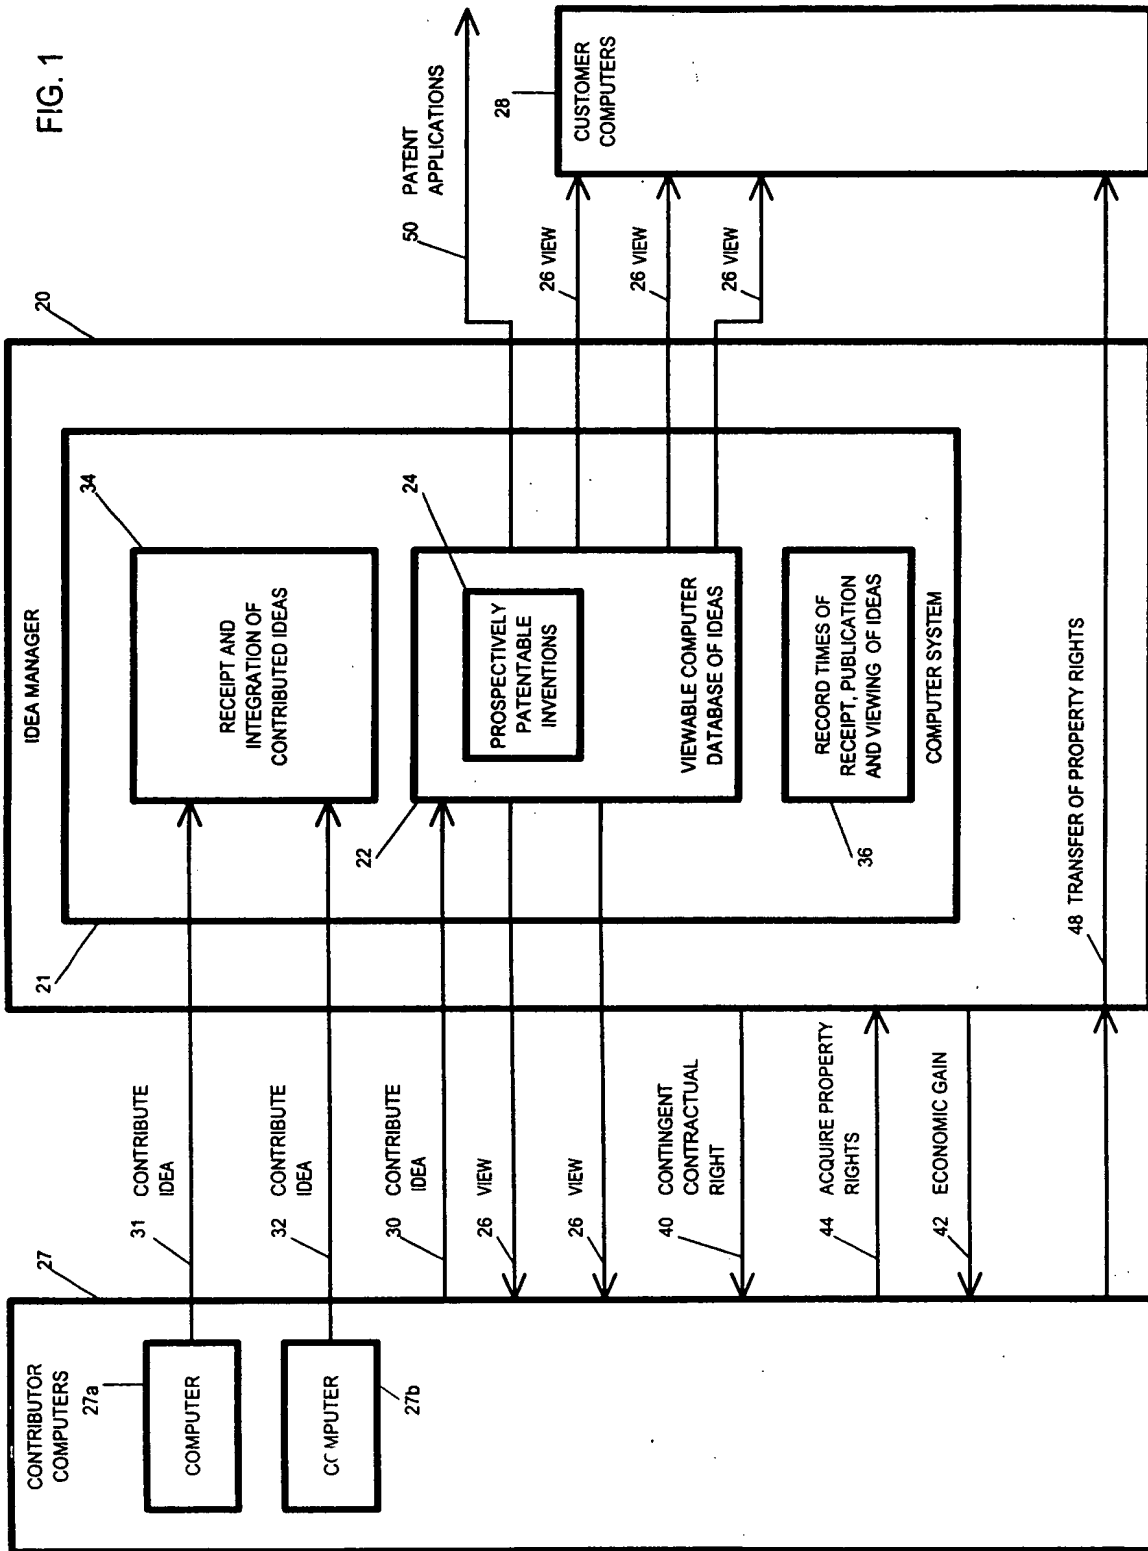 FIG. 1
CONTRIBUTOR
COMPUTERS
27a
COMPUTER
27b
27
31
CONTRIBUTE
IDEA
32
CONTRIBUTE
IDEA
30
CONTRIBUTE
IDEA
26
VIEW
26
VIEW
40
CONTINGENT
CONTRACTUAL
RIGHT
44
ACQUIRE PROPERTY
RIGHTS
42
ECONOMIC GAIN
IDEA MANAGER
20
21
34
RECEIPT AND
INTEGRATION OF
CONTRIBUTED IDEAS
22
24
PROSPECTIVELY
PATENTABLE
INVENTIONS
VIEWABLE COMPUTER
DATABASE OF IDEAS
36
RECORD TIMES OF
RECEIPT, PUBLICATION
AND VIEWING OF IDEAS
COMPUTER SYSTEM
48 TRANSFER OF PROPERTY RIGHTS
50
PATENT
APPLICATIONS
26 VIEW
26 VIEW
26 VIEW
28
CUSTOMER
COMPUTERS